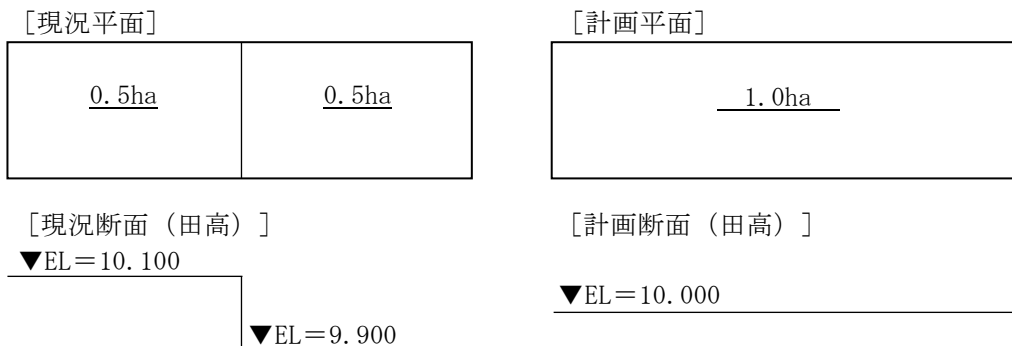 [現況平面]
0.5ha
0.5ha
[現況断面（田高）]
▼EL＝10.100
▼EL＝9.900
[計画平面]
1.0ha
[計画断面（田高）]
▼EL＝10.000